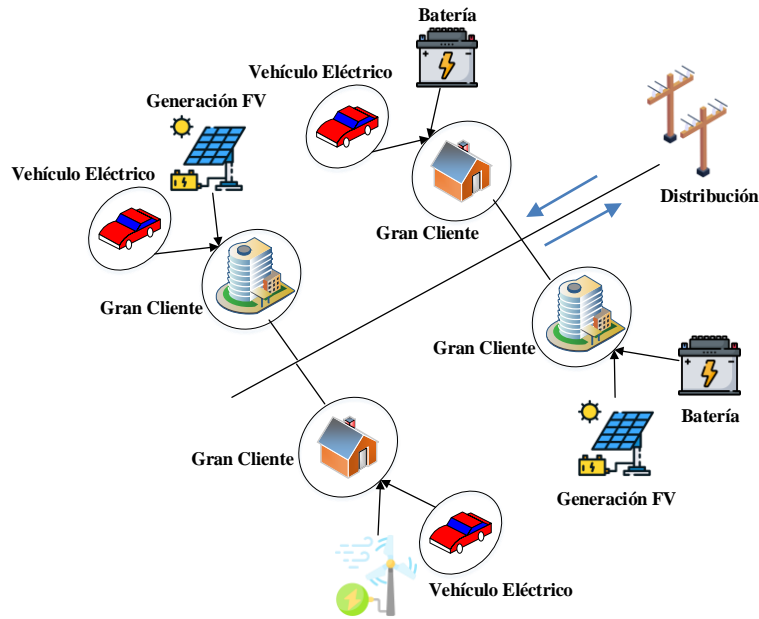 Batería
Vehículo Eléctrico
Generación FV
Vehículo Eléctrico
Distribución
Gran Cliente
Gran Cliente
Gran Cliente
Batería
Gran Cliente
Generación FV
Vehículo Eléctrico